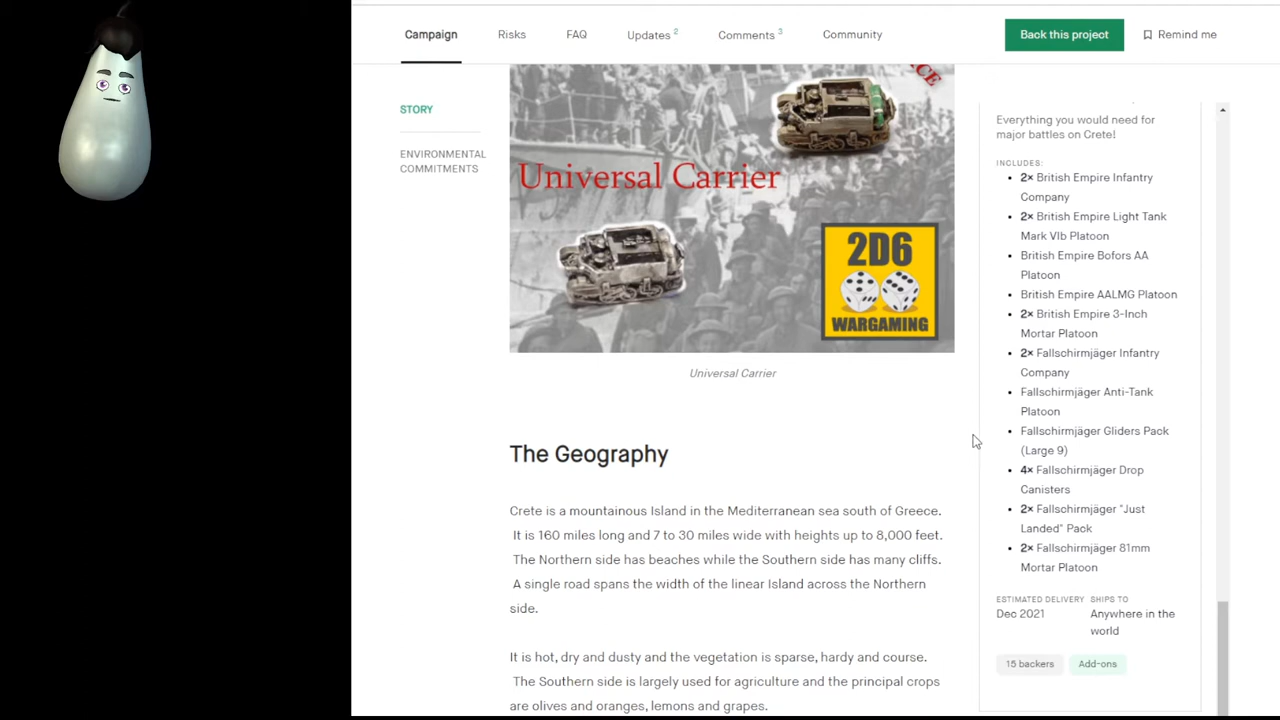 Campaign
Risks
FAQ
Updates 2
Comments 3
Community
Back this project
Remind me
STORY
ENVIRONMENTAL
COMMITMENTS
Universal Carrier
2D6
WARGAMING
Universal Carrier
The Geography
Crete is a mountainous Island in the Mediterranean sea south of Greece.
It is 160 miles long and 7 to 30 miles wide with heights up to 8,000 feet.
The Northern side has beaches while the Southern side has many cliffs.
A single road spans the width of the linear Island across the Northern
side.
It is hot, dry and dusty and the vegetation is sparse, hardy and course.
The Southern side is largely used for agriculture and the principal crops
are olives and oranges, lemons and grapes.
Everything you would need for
major battles on Crete!
INCLUDES:
2× British Empire Infantry
Company
2× British Empire Light Tank
Mark VIb Platoon
British Empire Bofors AA
Platoon
British Empire AALMG Platoon
2× British Empire 3-Inch
Mortar Platoon
2× Fallschirmjäger Infantry
Company
Fallschirmjäger Anti-Tank
Platoon
Fallschirmjäger Gliders Pack
(Large 9)
4× Fallschirmjäger Drop
Canisters
2× Fallschirmjäger "Just
Landed" Pack
2× Fallschirmjäger 81mm
Mortar Platoon
ESTIMATED DELIVERY
Dec 2021
SHIPS TO
Anywhere in the
world
15 backers
Add-ons